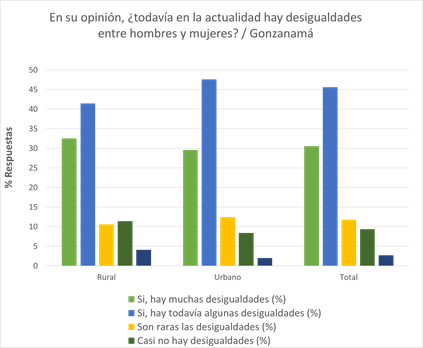 En su opinión, ¿todavía en la actualidad hay desigualdades
entre hombres y mujeres? / Gonzanamá
50
45
40
35
30
25
20
15
10
5
0
% Respuestas
Rural
Urbano
Total
Si, hay muchas desigualdades (%)
Si, hay todavía algunas desigualdades (%)
Son raras las desigualdades (%)
Casi no hay desigualdades (%)